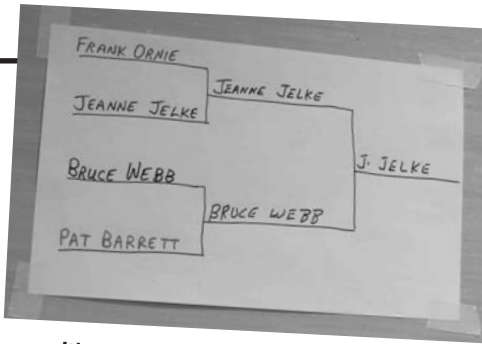 FRANK ORNIE
JEANNE JELKE
JEANNE JELKE
BRUCE WEBB
J. JELKE
BRUCE WEBB
PAT BARRETT